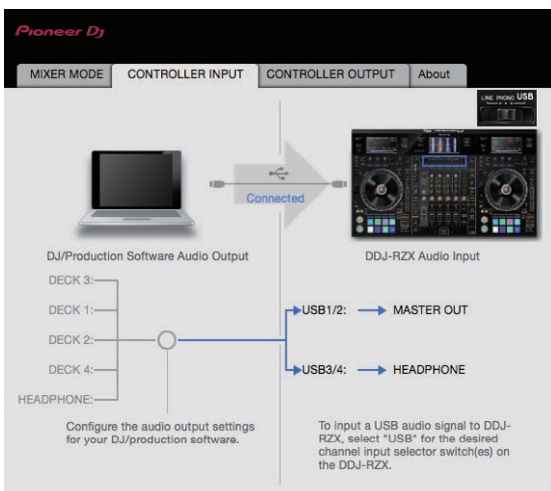 Pioneer Dj
MIXER MODE CONTROLLER INPUT CONTROLLER OUTPUT About
LINE PHONO USB
Connected
DJ/Production Software Audio Output DDJ-RZX Audio Input
DECK 3:
DECK 1: USB1/2: MASTER OUT
DECK 2:
DECK 4: USB3/4: HEADPHONE
HEADPHONE:
Configure the audio output settings
for your DJ/production software.
To input a USB audio signal to DDJ-
RZX, select "USB" for the desired
channel input selector switch(es) on
the DDJ-RZX.